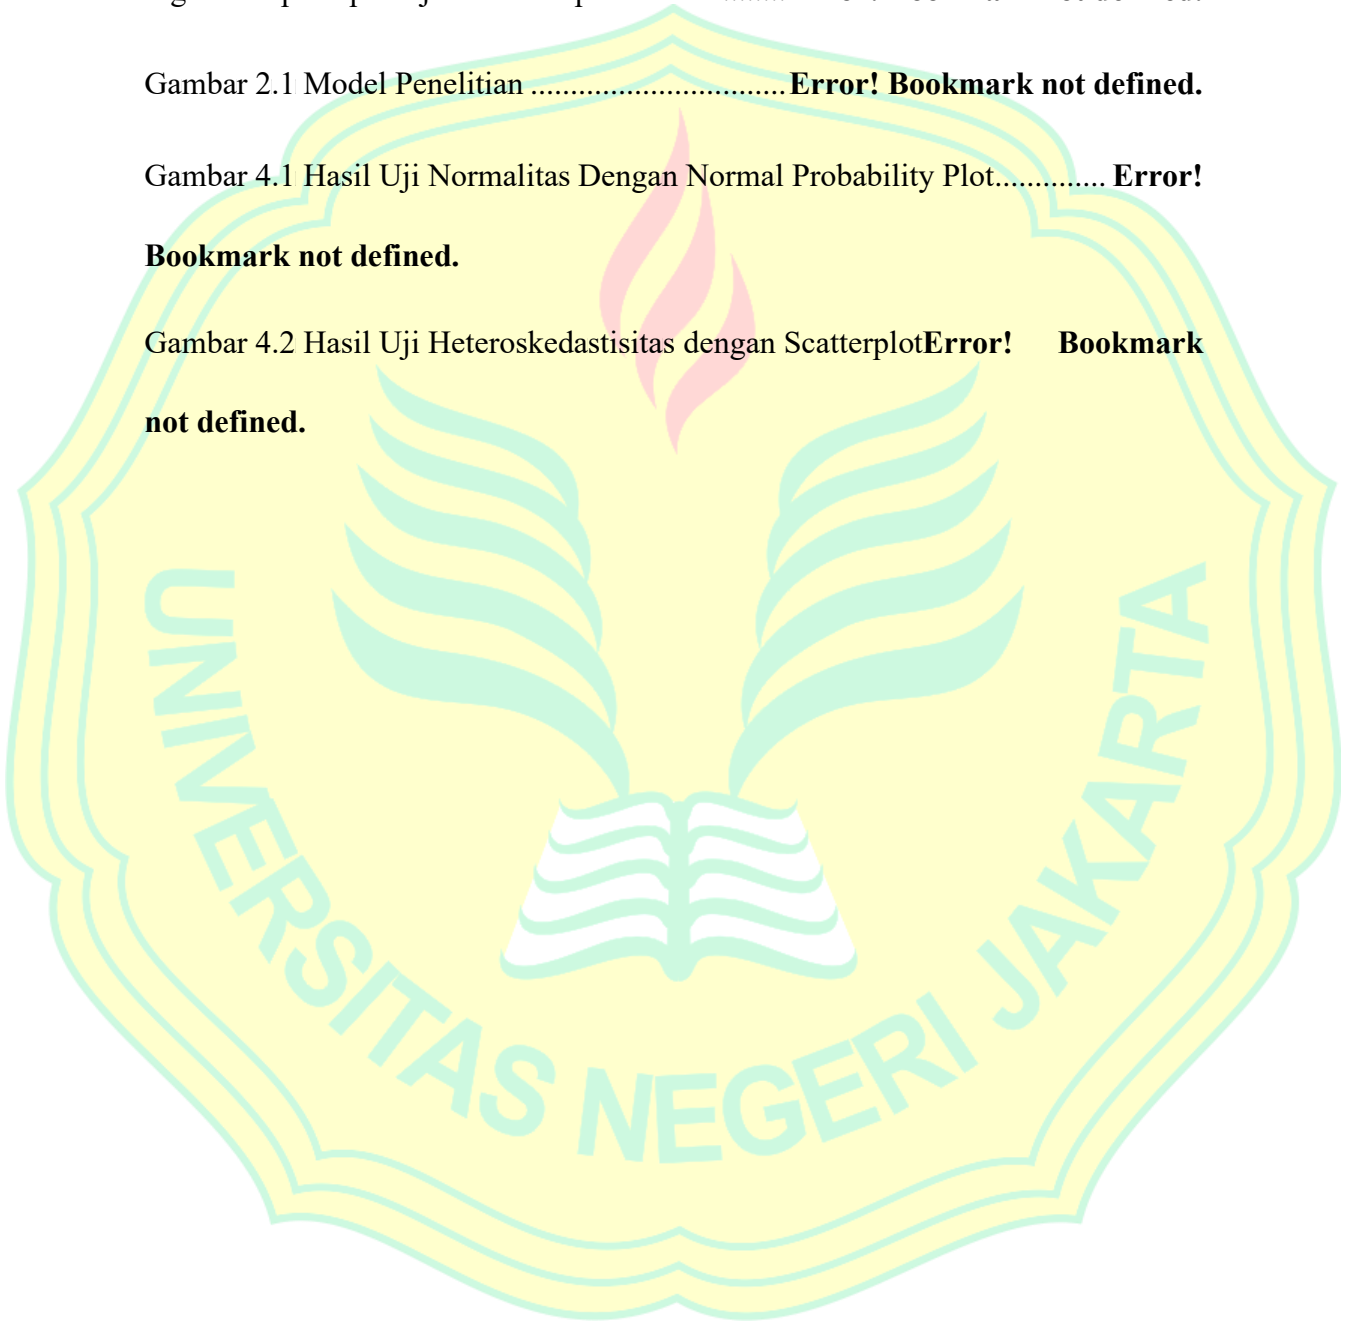 Gambar 2.1 Model Penelitian ................................ Error! Bookmark not defined.
Gambar 4.1 Hasil Uji Normalitas Dengan Normal Probability Plot.............. Error!
Bookmark not defined.
Gambar 4.2 Hasil Uji Heteroskedastisitas dengan ScatterplotError! Bookmark
not defined.
UNIVERSITAS NEGERI JAKARTA